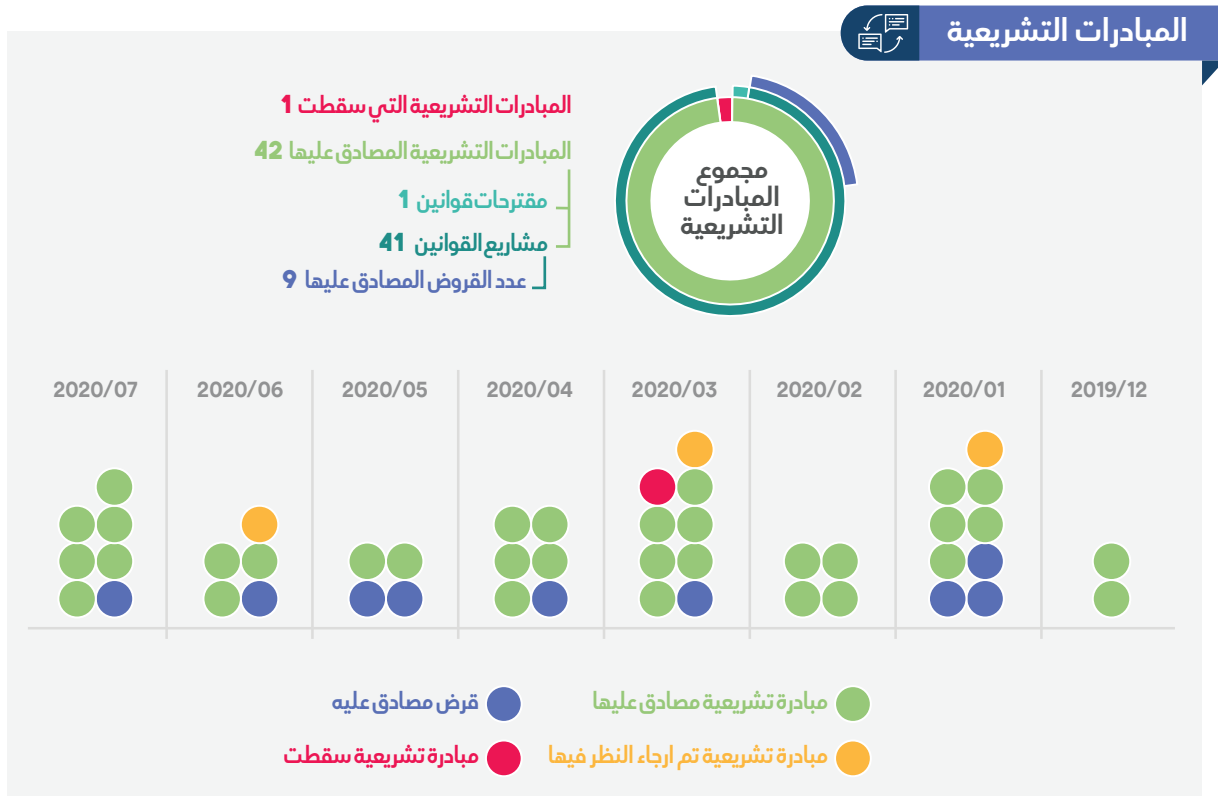 المبادرات التشريعية
المبادرات التشريعية التي سقطت 1
المبادرات التشريعية المصادق عليها 42
مقترحات قوانين 1
مشاريع القوانين 41
عدد القروض المصادق عليها 9
مجموع
المبادرات
التشريعية
2019/12
2020/01
2020/02
2020/03
2020/04
2020/05
2020/06
2020/07
مبادرة تشريعية مصادق عليها
قرض مصادق عليه
مبادرة تشريعية تم ارجاء النظر فيها
مبادرة تشريعية سقطت